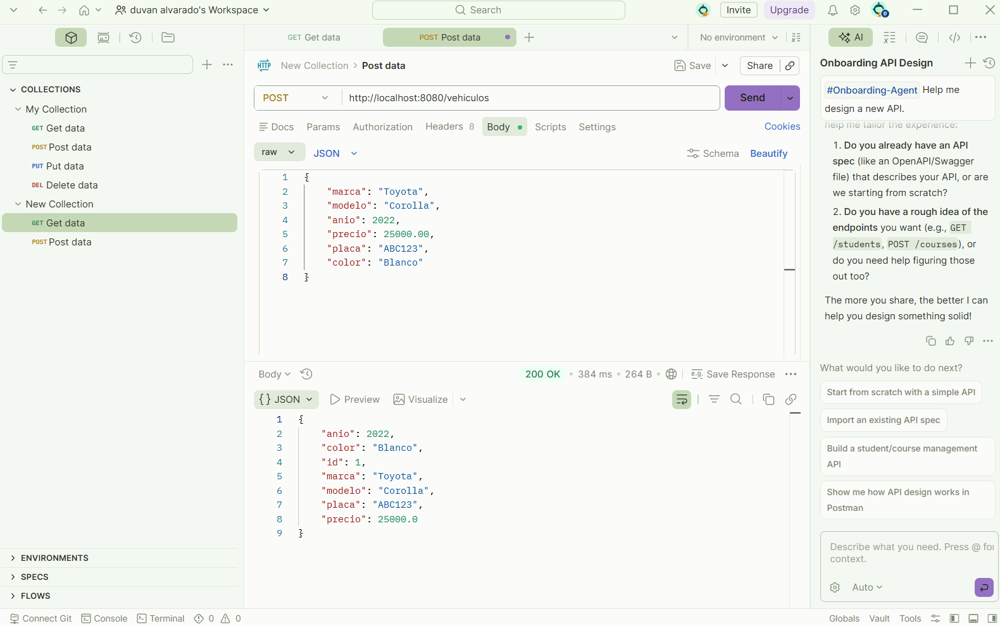 duvan alvarado's Workspace
Search
Invite
Upgrade
COLLECTIONS
My Collection
GET Get data
POST Post data
PUT Put data
DEL Delete data
New Collection
GET Get data
POST Post data
ENVIRONMENTS
SPECS
FLOWS
GET Get data
POST Post data
No environment
HTTP New Collection > Post data
Save
Share
POST http://localhost:8080/vehiculos
Send
Docs Params Authorization Headers 8 Body Scripts Settings
Cookies
raw JSON
Schema Beautify
1 {
2 "marca": "Toyota",
3 "modelo": "Corolla",
4 "anio": 2022,
5 "precio": 25000.00,
6 "placa": "ABC123",
7 "color": "Blanco"
8 }
Body
200 OK • 384 ms • 264 B •
e.g. Save Response
{} JSON Preview Visualize
1 {
2 "anio": 2022,
3 "color": "Blanco",
4 "id": 1,
5 "marca": "Toyota",
6 "modelo": "Corolla",
7 "placa": "ABC123",
8 "precio": 25000.0
9 }
AI
Onboarding API Design
#Onboarding-Agent Help me
design a new API.
help me tailor the experience:
1. Do you already have an API
spec (like an OpenAPI/Swagger
file) that describes your API, or are
we starting from scratch?
2. Do you have a rough idea of the
endpoints you want (e.g., GET
/students, POST /courses), or
do you need help figuring those
out too?
The more you share, the better I can
help you design something solid!
What would you like to do next?
Start from scratch with a simple API
Import an existing API spec
Build a student/course management
API
Show me how API design works in
Postman
Describe what you need. Press @ for
context.
Auto
Connect Git Console Terminal 0 0
Globals Vault Tools